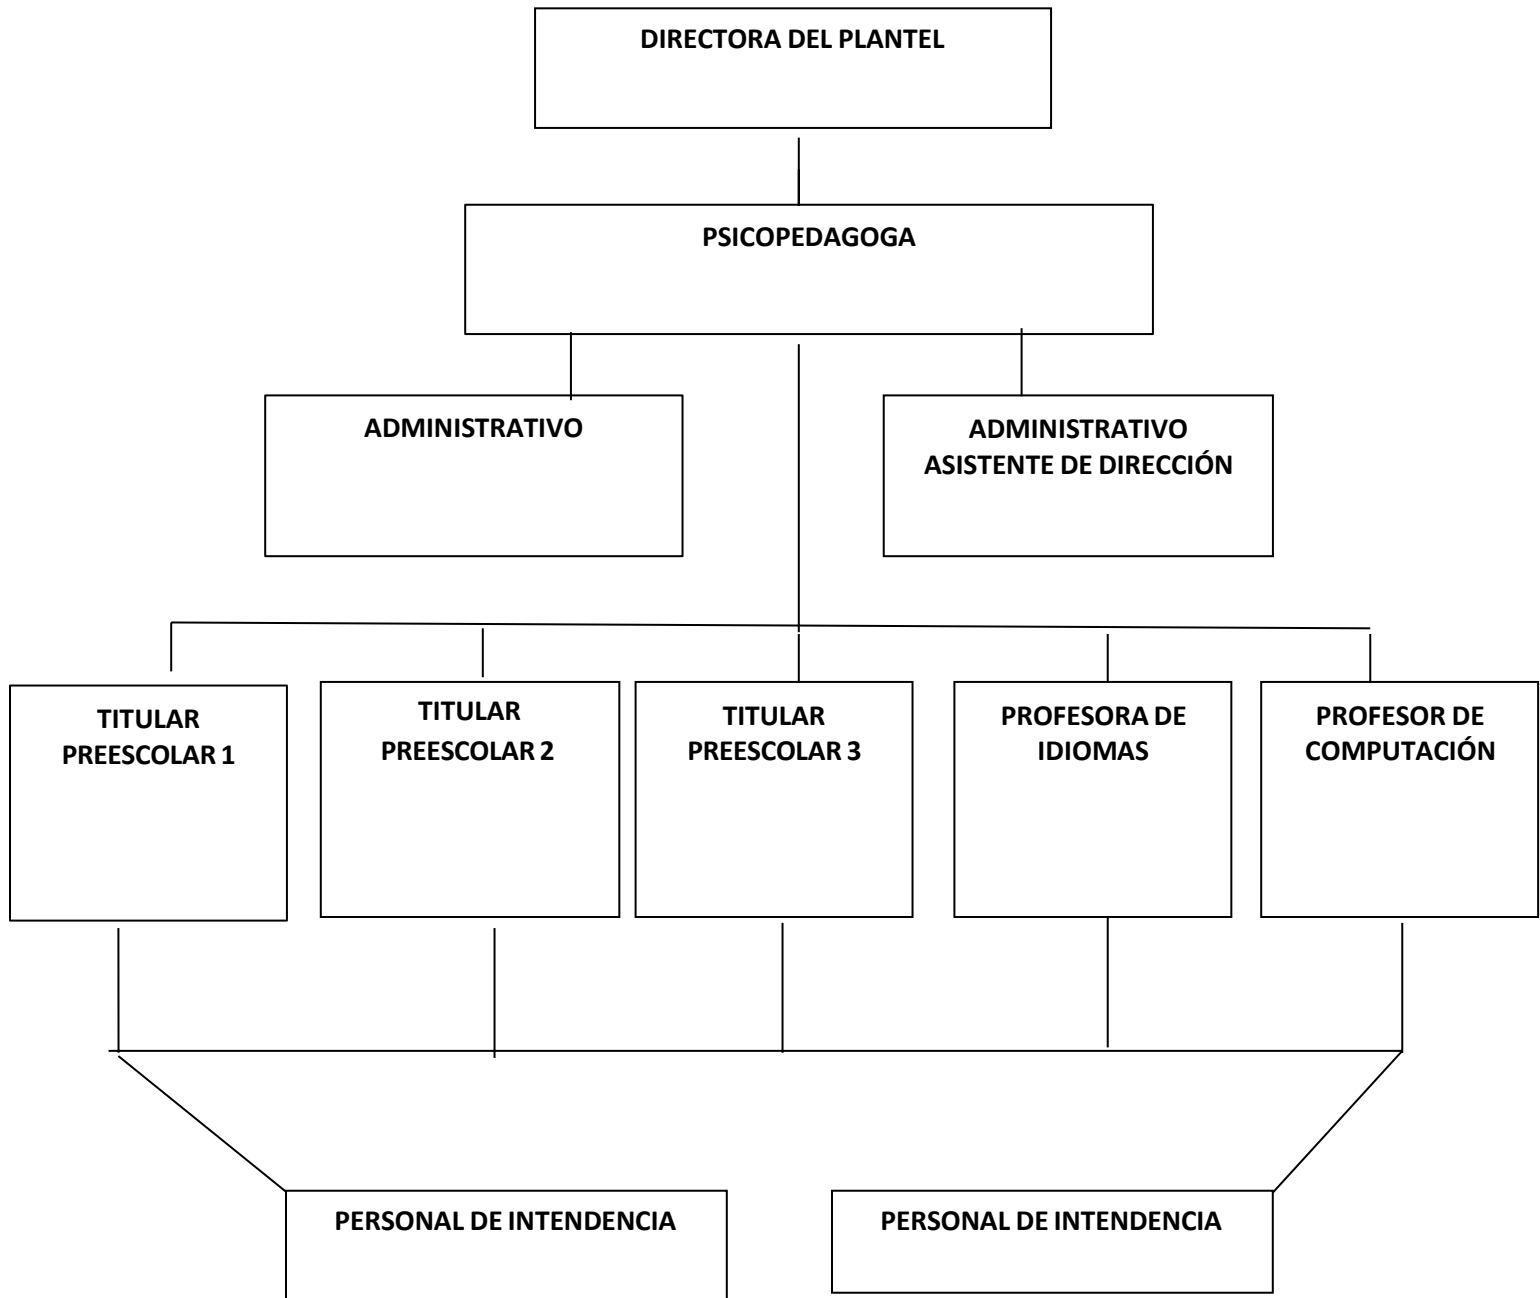 DIRECTORA DEL PLANTEL
PSICOPEDAGOGA
ADMINISTRATIVO
ADMINISTRATIVO
ASISTENTE DE DIRECCIÓN
TITULAR
PREESCOLAR 1
TITULAR
PREESCOLAR 2
TITULAR
PREESCOLAR 3
PROFESORA DE
IDIOMAS
PROFESOR DE
COMPUTACIÓN
PERSONAL DE INTENDENCIA
PERSONAL DE INTENDENCIA